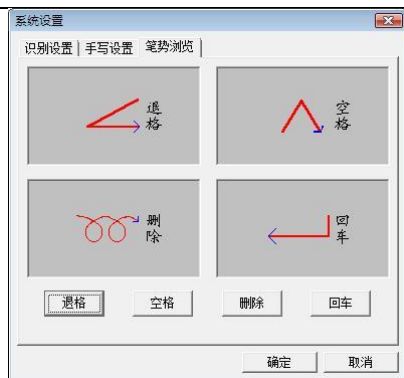 系统设置
识别设置 手写设置 笔势浏览
退格
空格
删除
回车
退格 空格 删除 回车
确定 取消